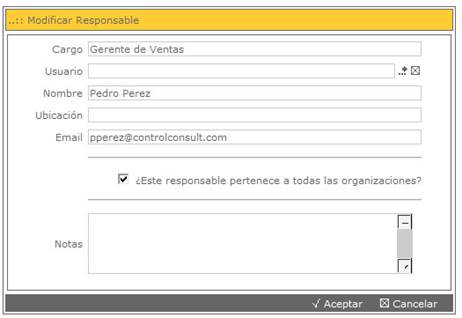 ..:: Modificar Responsable
Cargo Gerente de Ventas
Usuario
Nombre Pedro Perez
Ubicación
Email pperez@controlconsult.com
¿Este responsable pertenece a todas las organizaciones?
Notas
Aceptar Cancelar